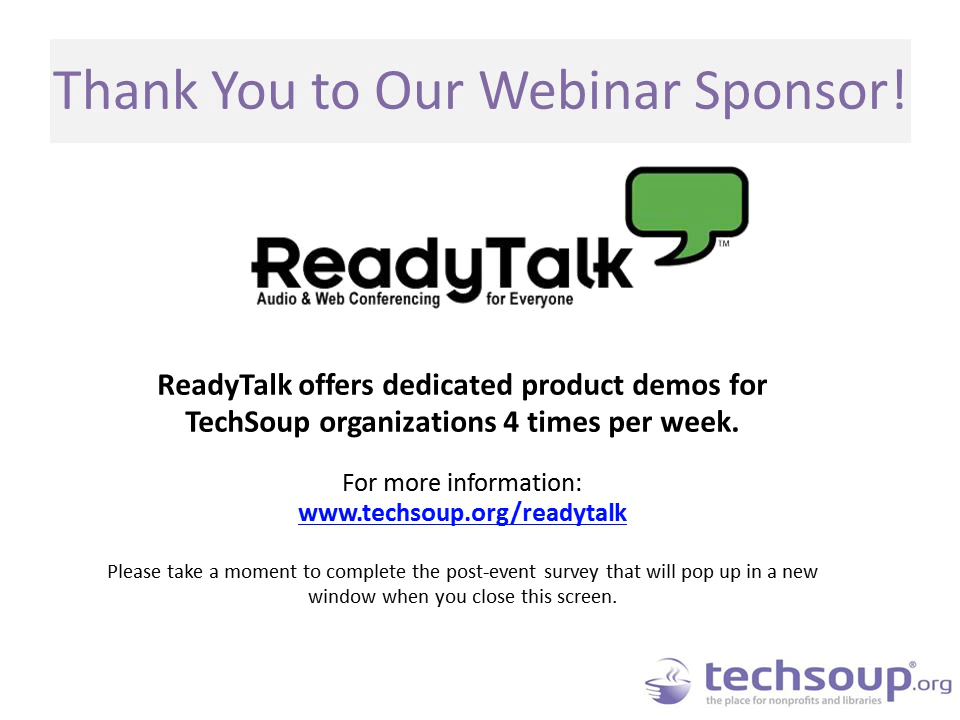 Thank You to Our Webinar Sponsor!
ReadyTalk™
Audio & Web Conferencing for Everyone
ReadyTalk offers dedicated product demos for
TechSoup organizations 4 times per week.
For more information:
www.techsoup.org/readytalk
Please take a moment to complete the post-event survey that will pop up in a new
window when you close this screen.
techsoup®.org
the place for nonprofits and libraries